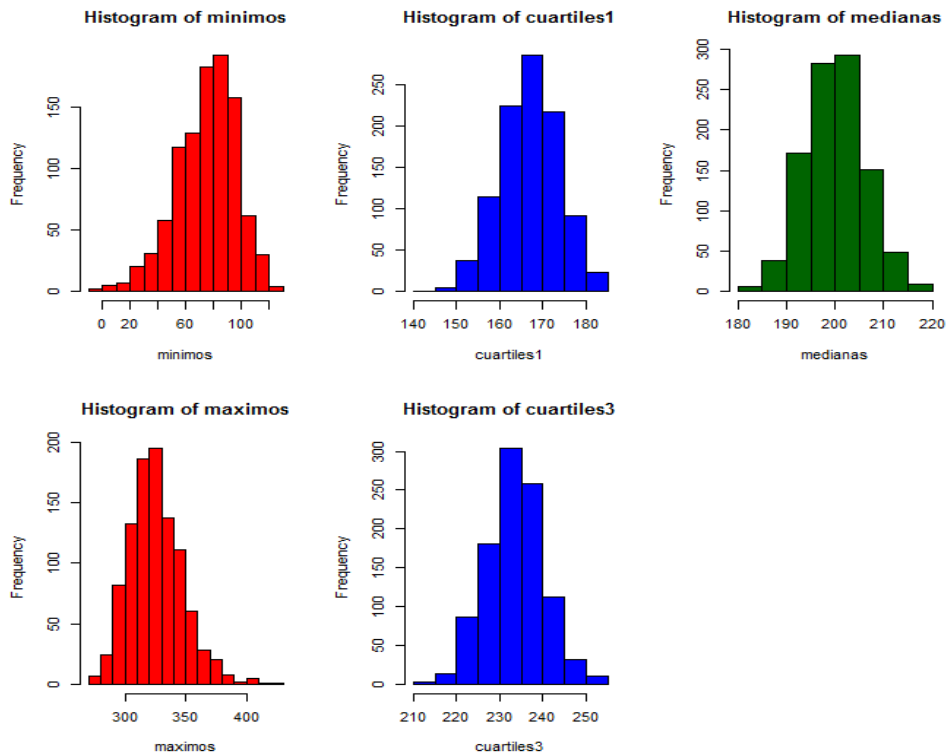 Histogram of minimos
Frequency
0 50 100 150
0 20 60 100
minimos
Histogram of cuartiles1
Frequency
0 50 100 150 200 250
140 150 160 170 180
cuartiles1
Histogram of medianas
Frequency
0 50 100 150 200 250 300
180 190 200 210 220
medianas
Histogram of maximos
Frequency
0 50 100 150 200
300 350 400
maximos
Histogram of cuartiles3
Frequency
0 50 100 150 200 250 300
210 220 230 240 250
cuartiles3